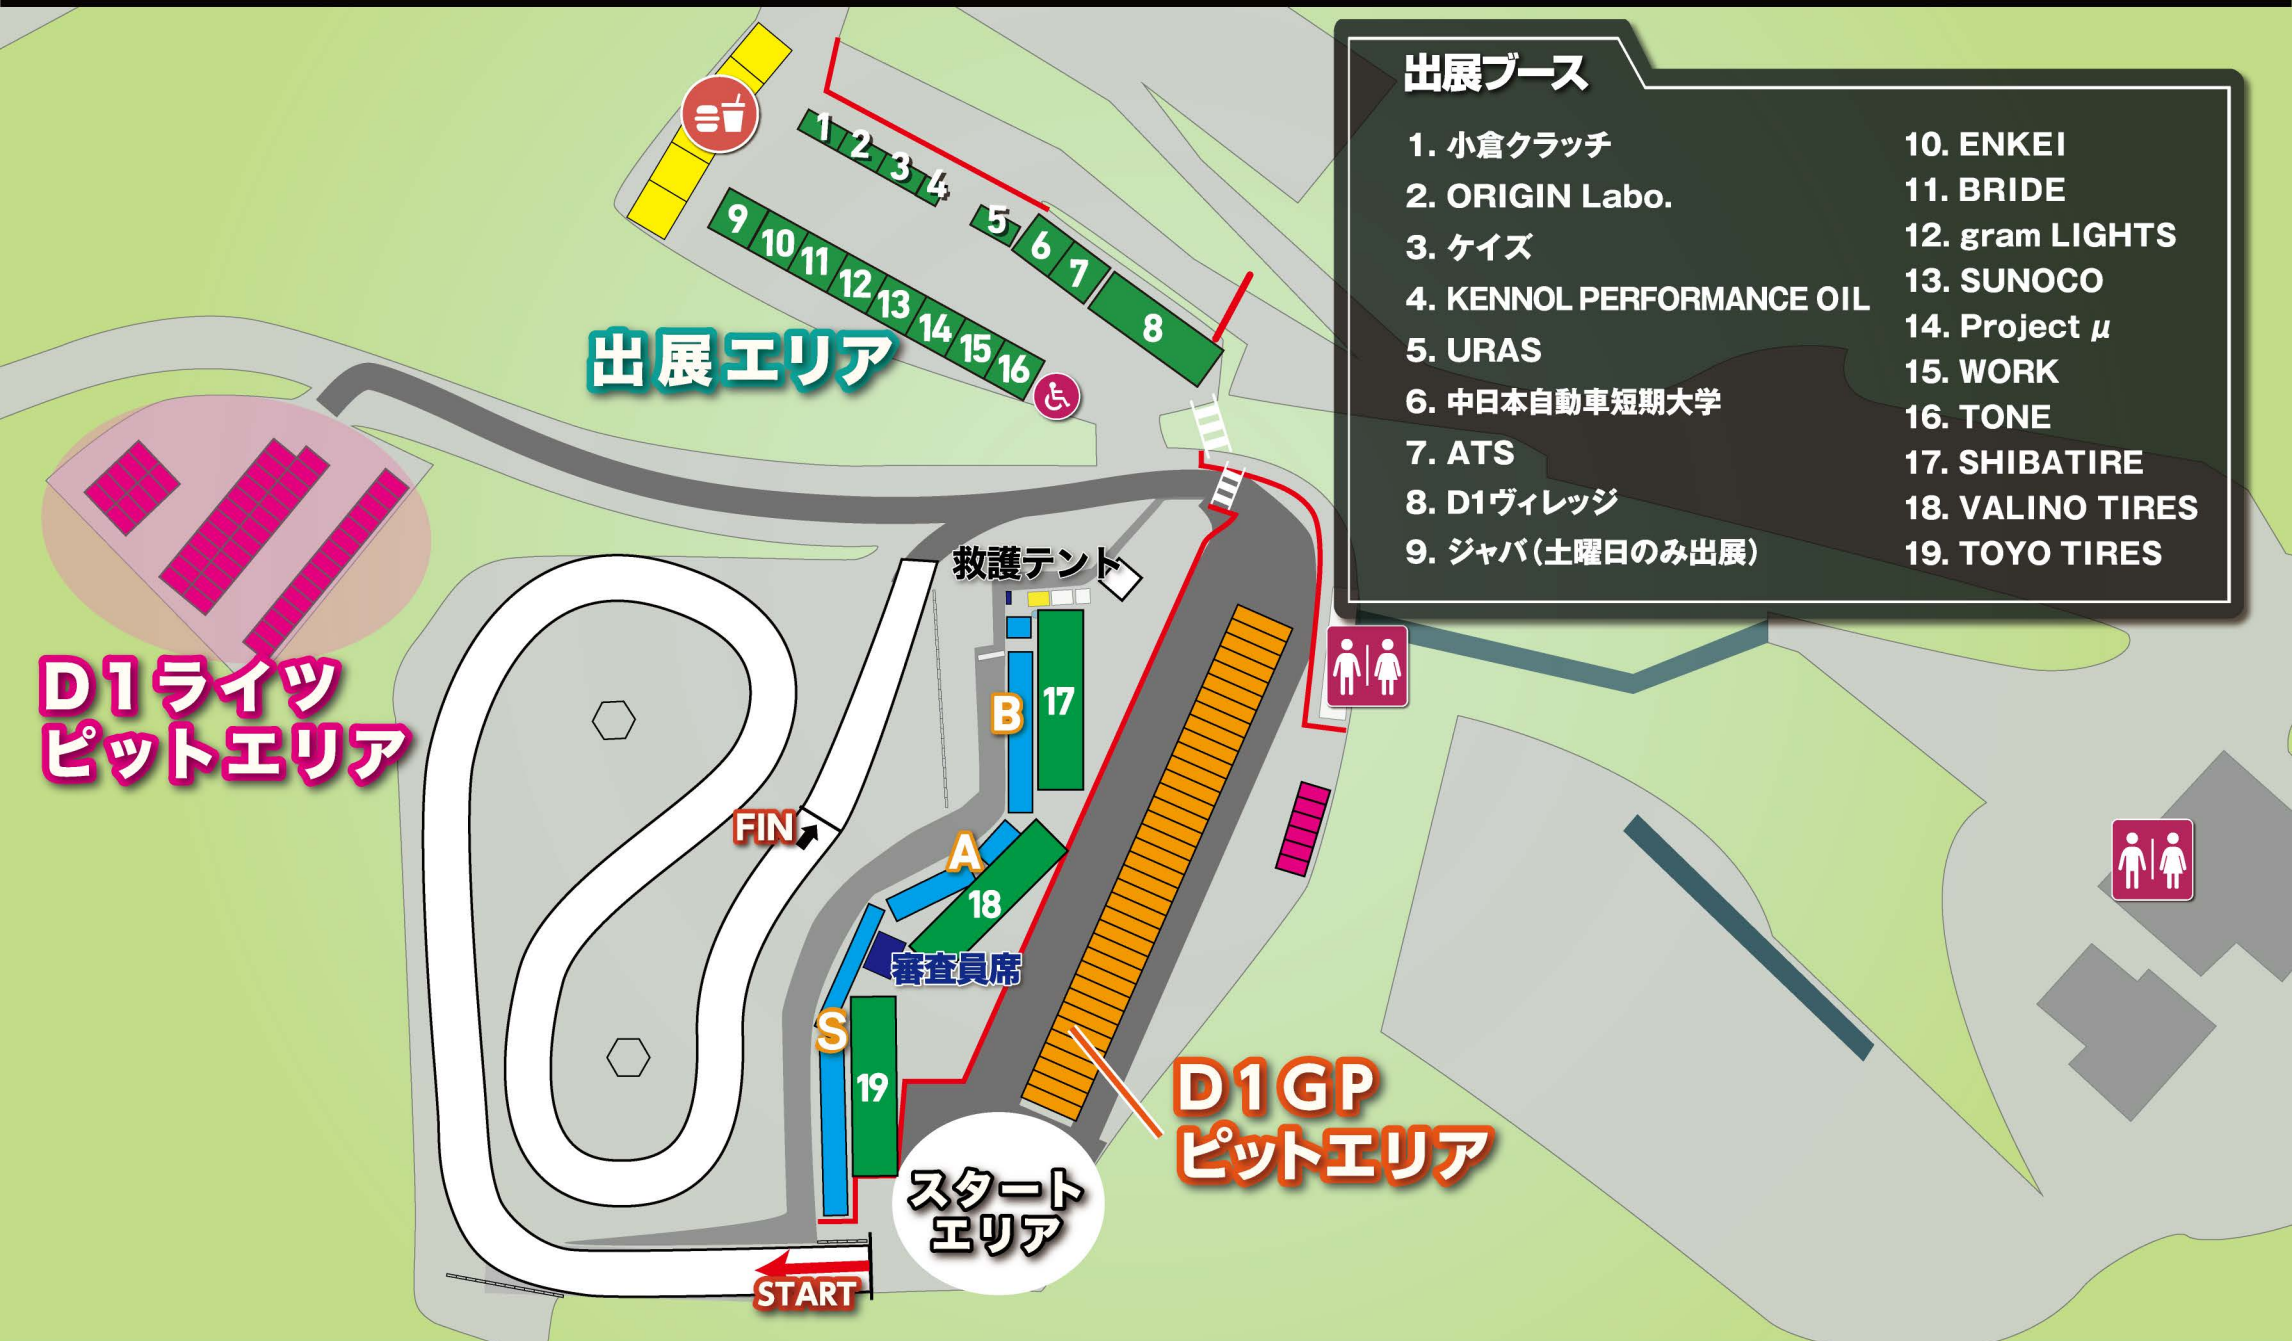 出展ブース
1. 小倉クラッチ
2. ORIGIN Labo.
3. ケイズ
4. KENNOL PERFORMANCE OIL
5. URAS
6. 中日本自動車短期大学
7. ATS
8. D1ヴィレッジ
9. ジャパ（土曜日のみ出展）
10. ENKEI
11. BRIDE
12. gram LIGHTS
13. SUNOCO
14. Project μ
15. WORK
16. TONE
17. SHIBATIRE
18. VALINO TIRES
19. TOYO TIRES
1
2
3
4
5
6
7
8
9
10
11
12
13
14
15
16
出展エリア
救護テント
D1ライツ
ピットエリア
B
17
FIN
A
18
審査員席
S
19
D1GP
ピットエリア
スタート
エリア
START